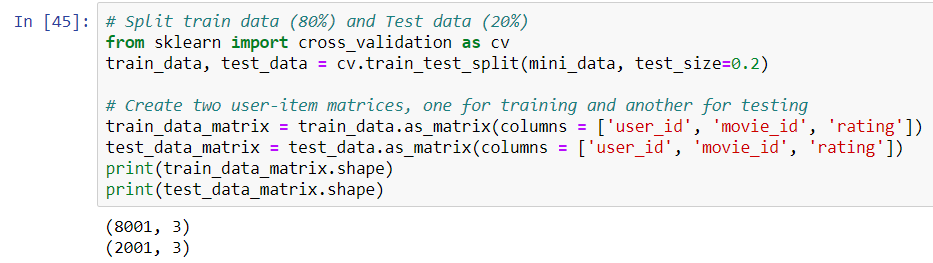 In [45]: # Split train data (80%) and Test data (20%)
from sklearn import cross_validation as cv
train_data, test_data = cv.train_test_split(mini_data, test_size=0.2)
# Create two user-item matrices, one for training and another for testing
train_data_matrix = train_data.as_matrix(columns = ['user_id', 'movie_id', 'rating'])
test_data_matrix = test_data.as_matrix(columns = ['user_id', 'movie_id', 'rating'])
print(train_data_matrix.shape)
print(test_data_matrix.shape)
(8001, 3)
(2001, 3)